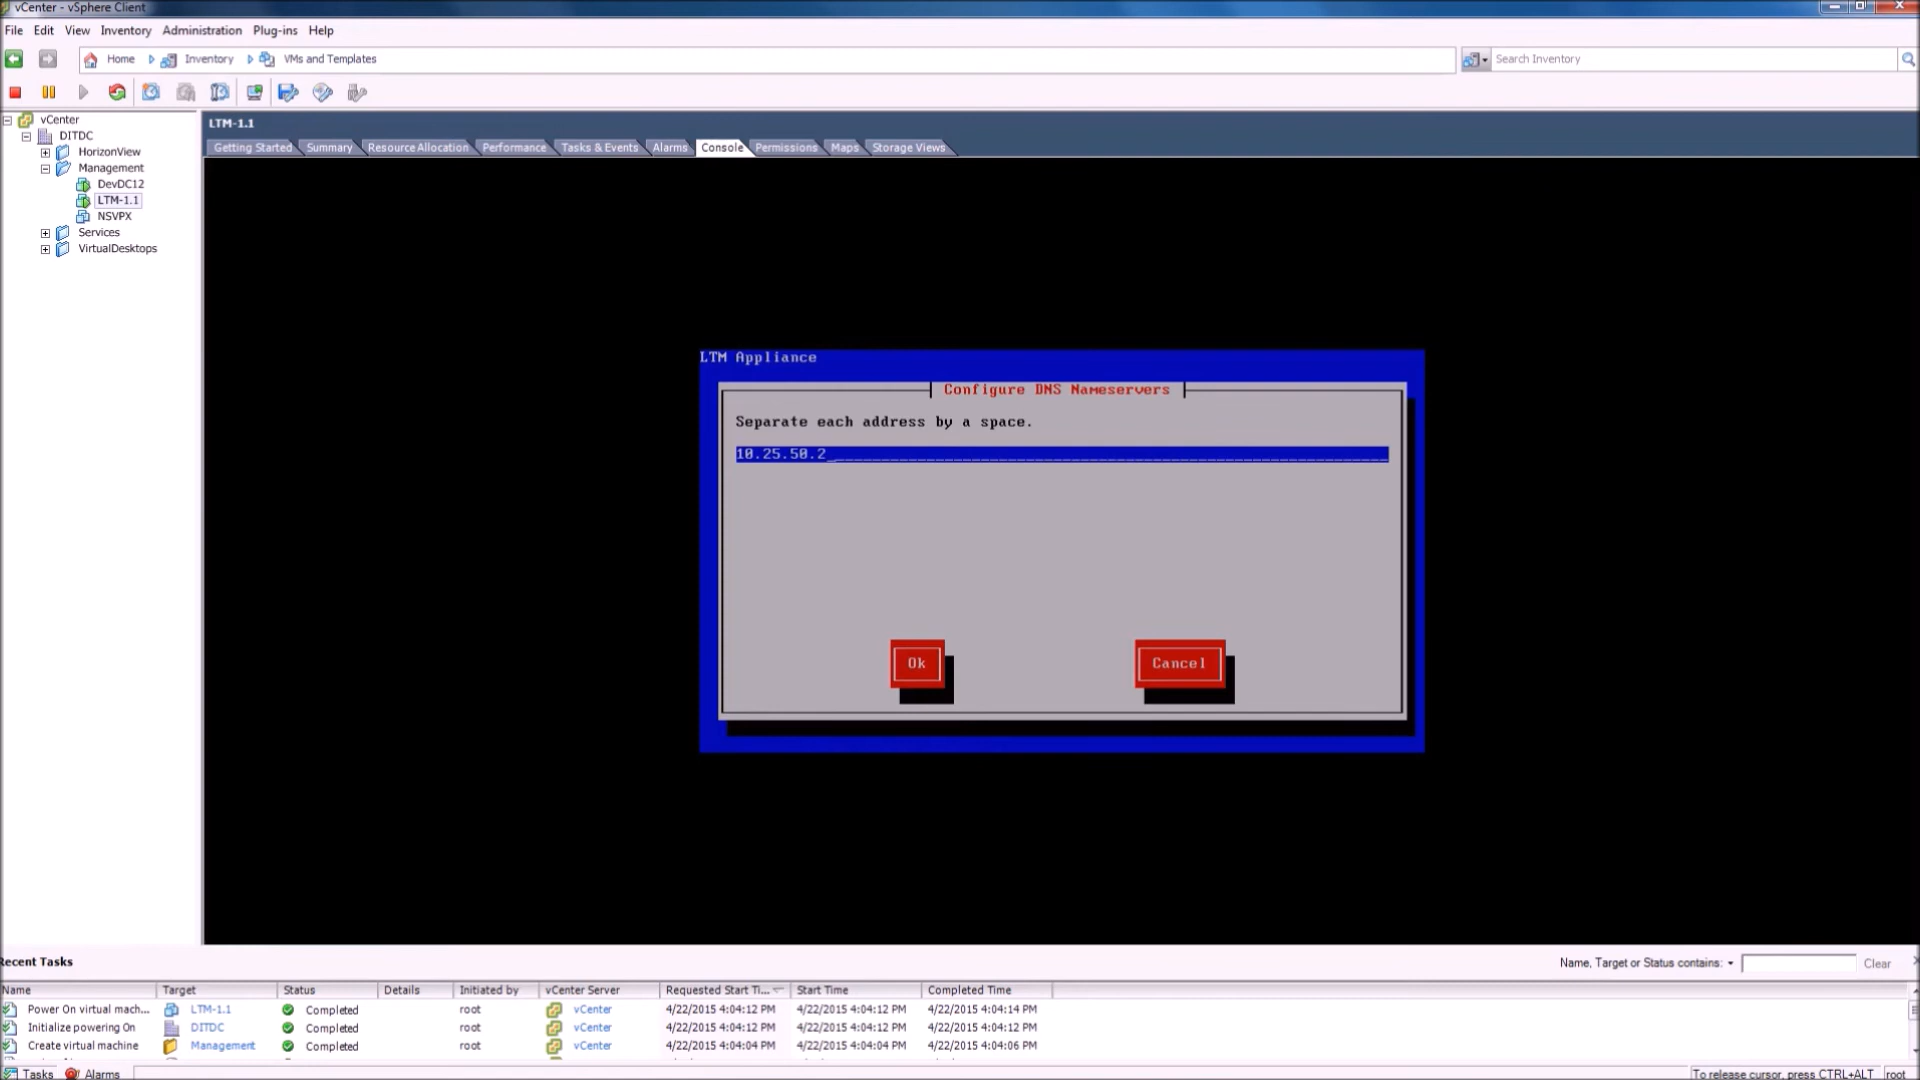 vCenter - vSphere Client
File Edit View Inventory Administration Plug-ins Help
Home Inventory VMs and Templates
Search Inventory
vCenter
DITDC
HorizonView
Management
DevDC12
LTM-1.1
NSVPX
Services
VirtualDesktops
LTM-1.1
Getting Started Summary Resource Allocation Performance Tasks & Events Alarms Console Permissions Maps Storage Views
LTM Appliance
Configure DNS Nameservers
Separate each address by a space.
10.25.50.2
Ok Cancel
Recent Tasks
Name, Target or Status contains: Clear
Name Target Status Details Initiated by vCenter Server Requested Start Ti... Start Time Completed Time
Power On virtual mach... LTM-1.1 Completed root vCenter 4/22/2015 4:04:12 PM 4/22/2015 4:04:12 PM 4/22/2015 4:04:14 PM
Initialize powering On DITDC Completed root vCenter 4/22/2015 4:04:12 PM 4/22/2015 4:04:12 PM 4/22/2015 4:04:12 PM
Create virtual machine Management Completed root vCenter 4/22/2015 4:04:04 PM 4/22/2015 4:04:04 PM 4/22/2015 4:04:06 PM
Tasks Alarms To release cursor, press CTRL+ALT root